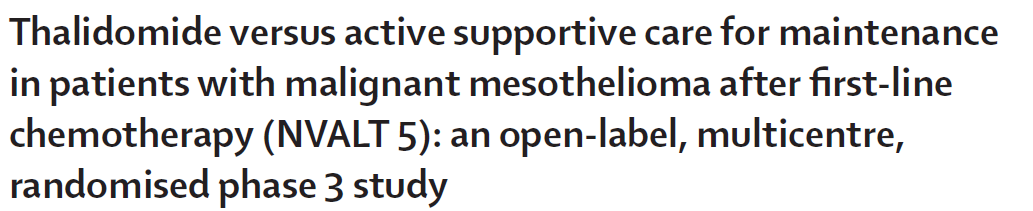 Thalidomide versus active supportive care for maintenance
in patients with malignant mesothelioma after first-line
chemotherapy (NVALT 5): an open-label, multicentre,
randomised phase 3 study